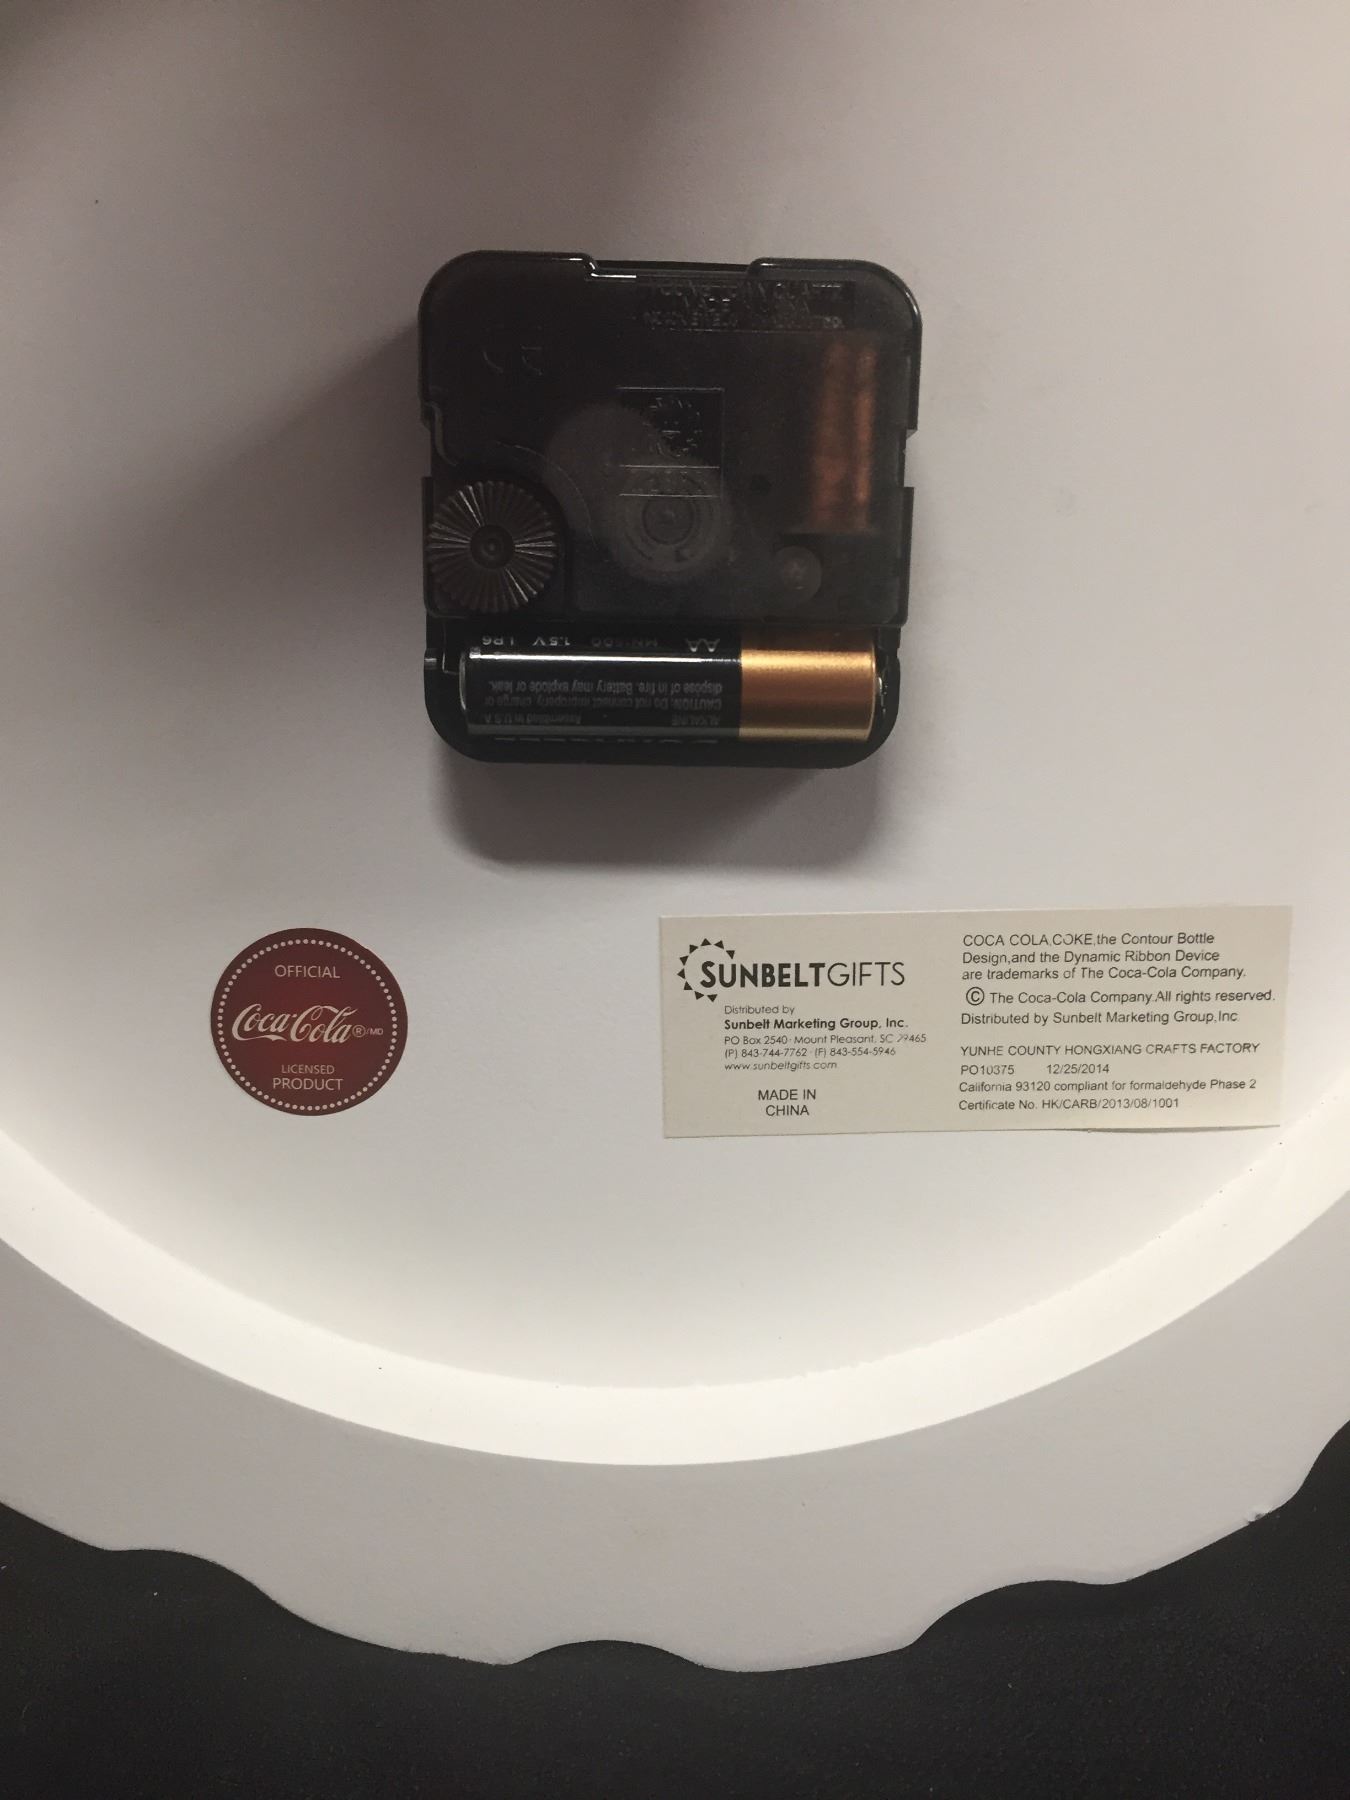 AA MN1500 1.5V LR6
dispose of in fire. Battery may explode or leak.
CAUTION: Do not connect improperly, charge or
ALKALINE Assembled in U.S.A.
OFFICIAL
Coca-Cola®/MD
LICENSED
PRODUCT
SUNBELTGIFTS
Distributed by
Sunbelt Marketing Group, Inc.
PO Box 2540 · Mount Pleasant, SC 29465
(P) 843-744-7762 · (F) 843-554-5946
www.sunbeltgifts.com
MADE IN
CHINA
COCA COLA,COKE,the Contour Bottle
Design,and the Dynamic Ribbon Device
are trademarks of The Coca-Cola Company.
© The Coca-Cola Company.All rights reserved.
Distributed by Sunbelt Marketing Group,Inc.
YUNHE COUNTY HONGXIANG CRAFTS FACTORY
PO10375 12/25/2014
California 93120 compliant for formaldehyde Phase 2
Certificate No. HK/CARB/2013/08/1001